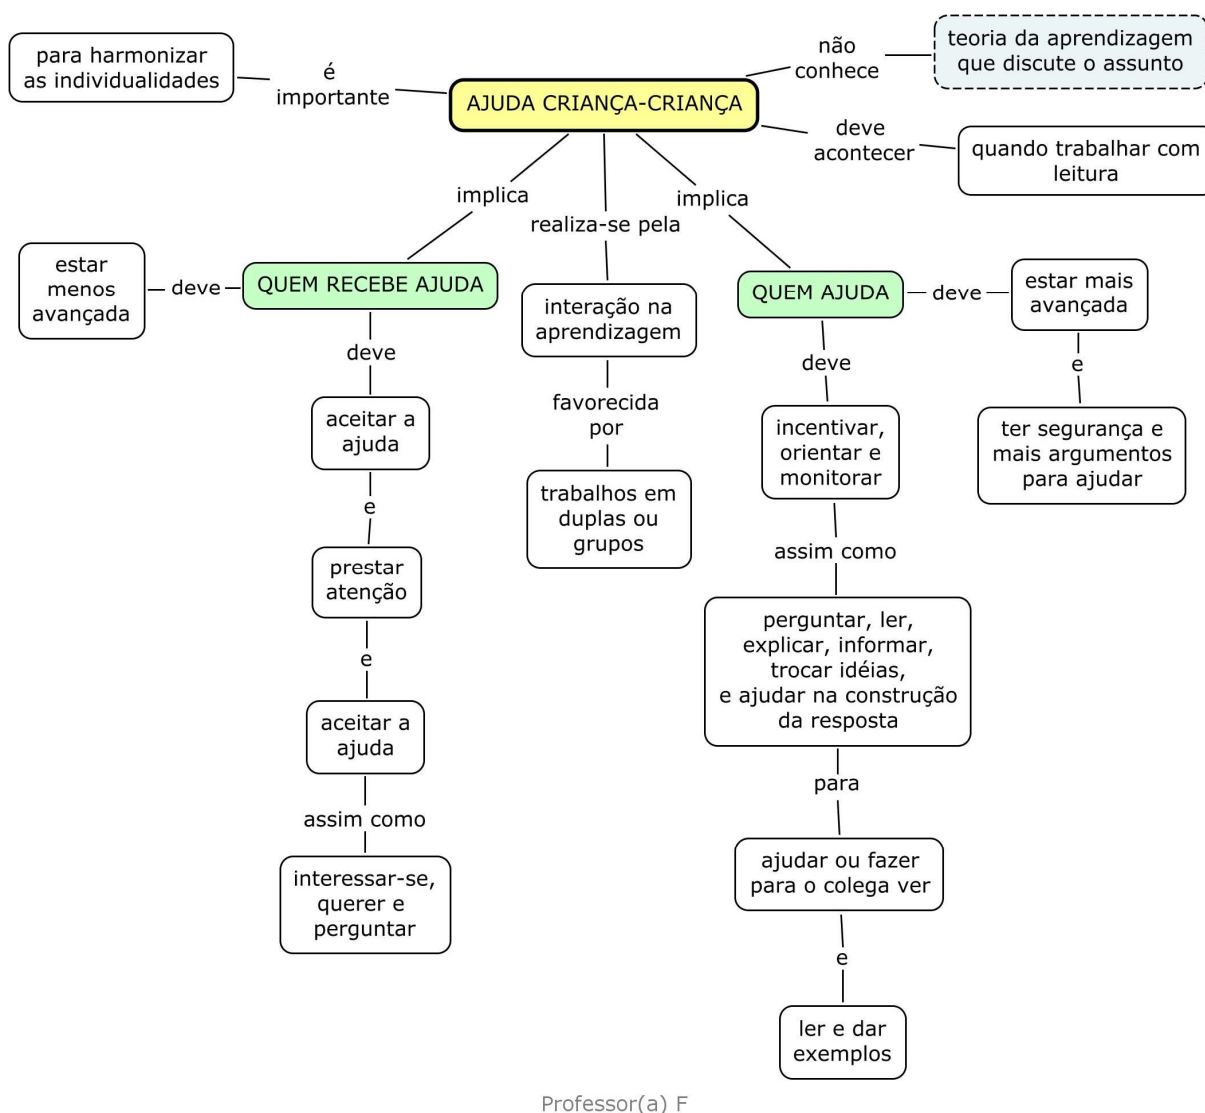 para harmonizar
as individualidades
é
importante
AJUDA CRIANÇA-CRIANÇA
não
conhece
teoria da aprendizagem
que discute o assunto
deve
acontecer
quando trabalhar com
leitura
implica
realiza-se pela
implica
estar
menos
avançada
deve
QUEM RECEBE AJUDA
deve
aceitar a
ajuda
e
prestar
atenção
e
aceitar a
ajuda
assim como
interessar-se,
querer e
perguntar
interação na
aprendizagem
favorecida
por
trabalhos em
duplas ou
grupos
QUEM AJUDA
deve
estar mais
avançada
e
ter segurança e
mais argumentos
para ajudar
deve
incentivar,
orientar e
monitorar
assim como
perguntar, ler,
explicar, informar,
trocar idéias,
e ajudar na construção
da resposta
para
ajudar ou fazer
para o colega ver
e
ler e dar
exemplos
Professor(a) F